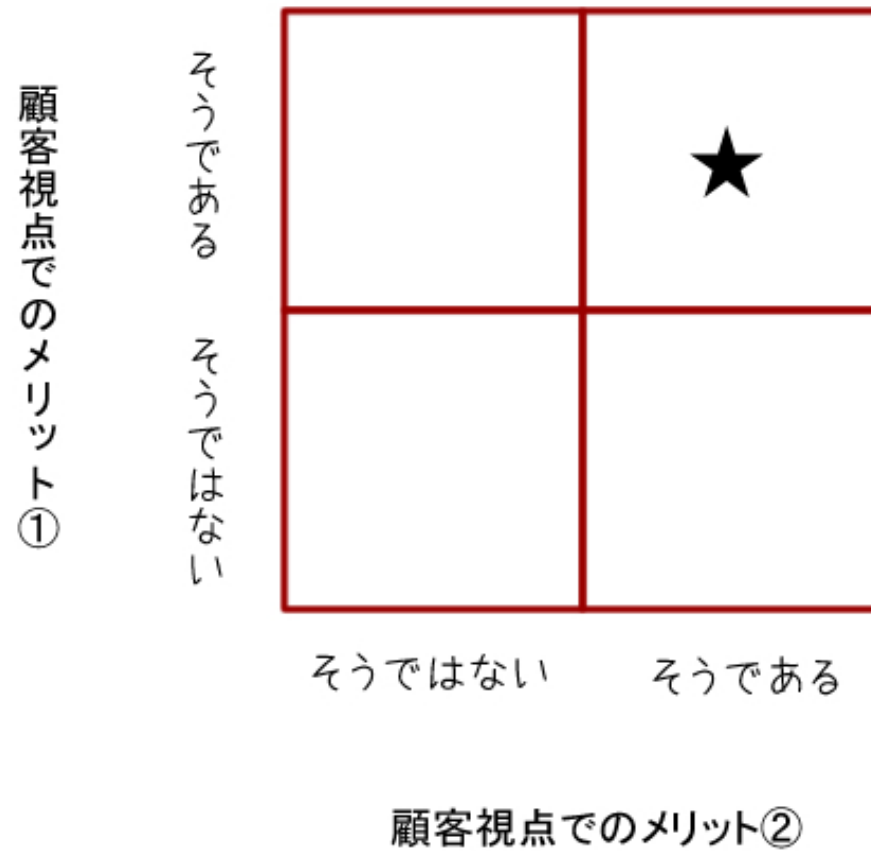 顧客視点でのメリット①
そうである
そうではない
★
そうではない
そうである
顧客視点でのメリット②